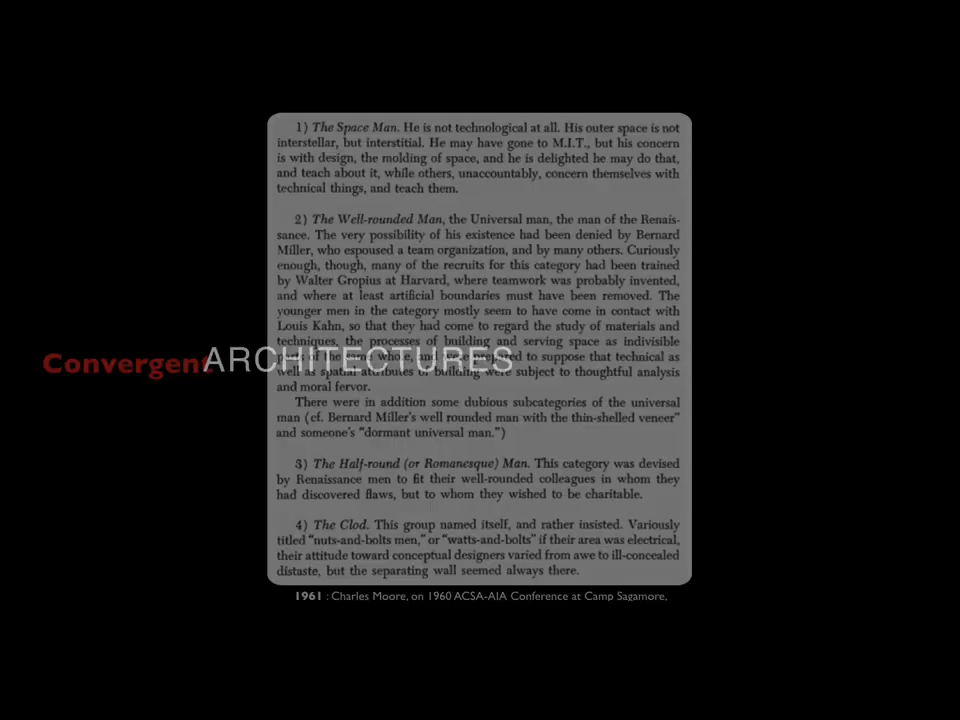 1) The Space Man. He is not technological at all. His outer space is not
interstellar, but interstitial. He may have gone to M.I.T., but his concern
is with design, the molding of space, and he is delighted he may do that,
and teach about it, while others, unaccountably, concern themselves with
technical things, and teach them.
2) The Well-rounded Man, the Universal man, the man of the Renais-
sance. The very possibility of his existence had been denied by Bernard
Miller, who espoused a team organization, and by many others. Curiously
enough, though, many of the recruits for this category had been trained
by Walter Gropius at Harvard, where teamwork was probably invented,
and where at least artificial boundaries must have been removed. The
younger men in the category mostly seem to have come in contact with
Louis Kahn, so that they had come to regard the study of materials and
techniques, the processes of building and serving space as indivisible
parts of the same whole, and were prepared to suppose that technical as
Convergent ARCHITECTURES
well as spatial attributes of building were subject to thoughtful analysis
and moral fervor.
There were in addition some dubious subcategories of the universal
man (cf. Bernard Miller's well rounded man with the thin-shelled veneer"
and someone's "dormant universal man.")
3) The Half-round (or Romanesque) Man. This category was devised
by Renaissance men to fit their well-rounded colleagues in whom they
had discovered flaws, but to whom they wished to be charitable.
4) The Clod. This group named itself, and rather insisted. Variously
titled "nuts-and-bolts men," or "watts-and-bolts" if their area was electrical,
their attitude toward conceptual designers varied from awe to ill-concealed
distaste, but the separating wall seemed always there.
1961 : Charles Moore, on 1960 ACSA-AIA Conference at Camp Sagamore,